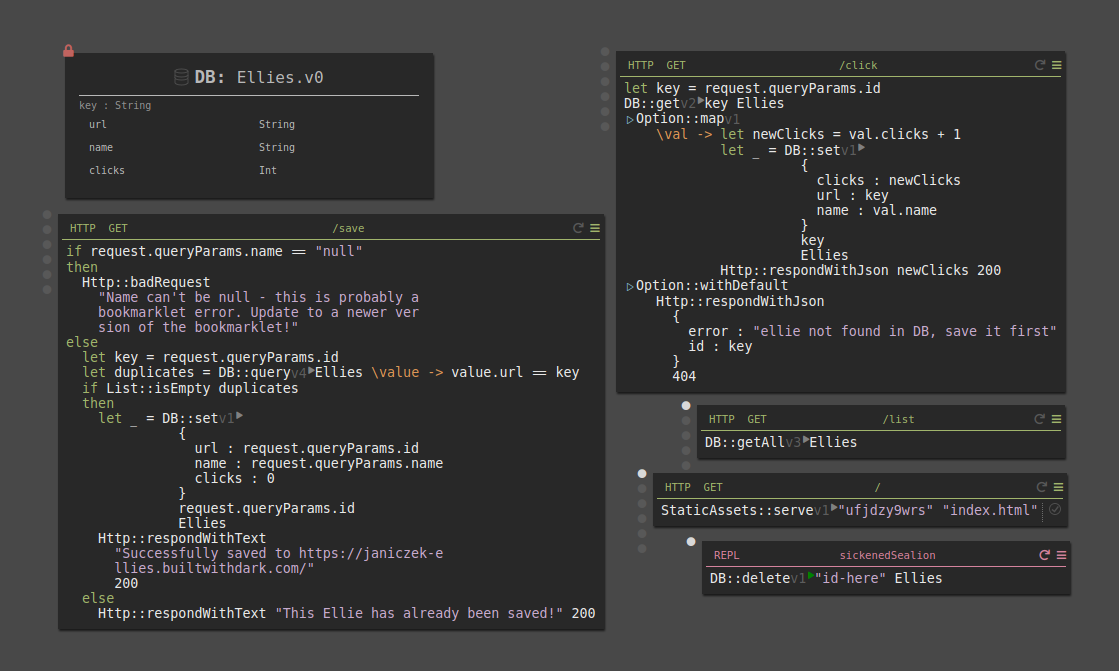 DB: Ellies.v0
key : String
url String
name String
clicks Int
HTTP GET /save
if request.queryParams.name == "null"
then
Http::badRequest
"Name can't be null - this is probably a
bookmarklet error. Update to a newer ver
sion of the bookmarklet!"
else
let key = request.queryParams.id
let duplicates = DB::queryv4 Ellies \value -> value.url == key
if List::isEmpty duplicates
then
let _ = DB::setv1
{
url : request.queryParams.id
name : request.queryParams.name
clicks : 0
}
request.queryParams.id
Ellies
Http::respondWithText
"Successfully saved to https://janiczek-e
llies.builtwithdark.com/"
200
else
Http::respondWithText "This Ellie has already been saved!" 200
HTTP GET /click
let key = request.queryParams.id
DB::getv2 key Ellies
▷Option::mapv1
\val -> let newClicks = val.clicks + 1
let _ = DB::setv1
{
clicks : newClicks
url : key
name : val.name
}
key
Ellies
Http::respondWithJson newClicks 200
▷Option::withDefault
Http::respondWithJson
{
error : "ellie not found in DB, save it first"
id : key
}
404
HTTP GET /list
DB::getAllv3 Ellies
HTTP GET /
StaticAssets::servev1 "ufjdzy9wrs" "index.html"
REPL sickenedSealion
DB::deletev1 "id-here" Ellies